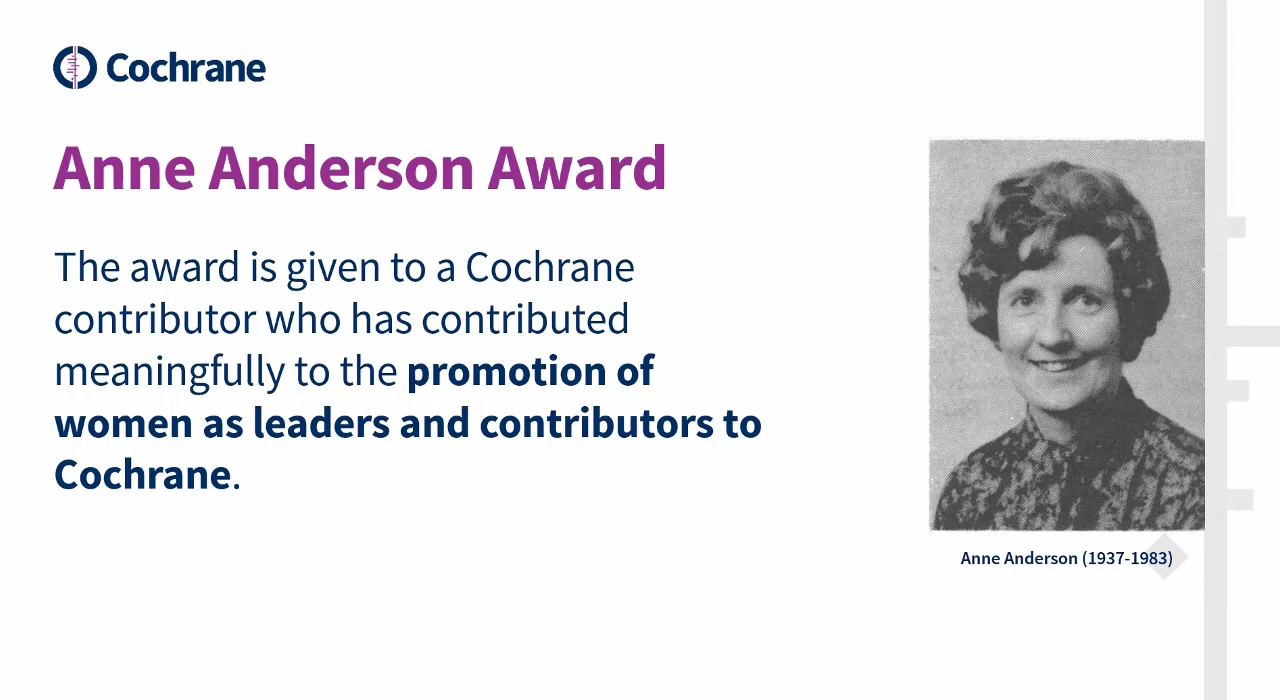 Cochrane
Anne Anderson Award
The award is given to a Cochrane
contributor who has contributed
meaningfully to the promotion of
women as leaders and contributors to
Cochrane.
Anne Anderson (1937-1983)